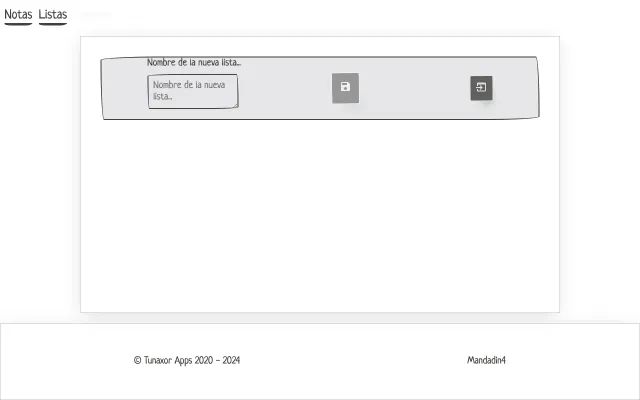 Notas Listas
Nombre de la nueva lista...
Nombre de la nueva
lista...
© Tunaxor Apps 2020 - 2024
Mandadin4